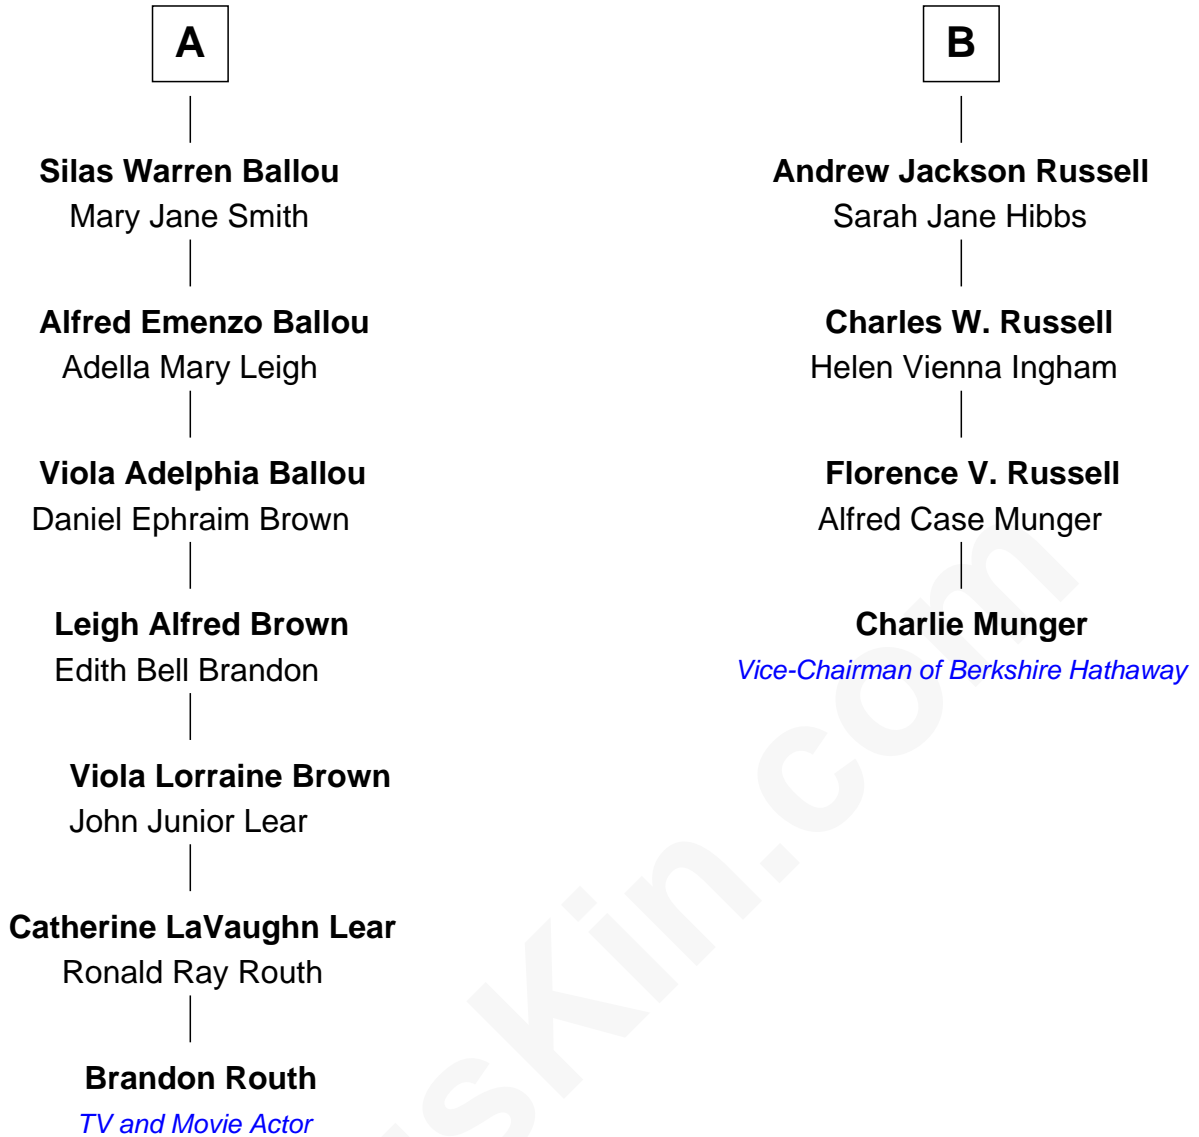 A
Silas Warren Ballou
Mary Jane Smith
Alfred Emenzo Ballou
Adella Mary Leigh
Viola Adelphia Ballou
Daniel Ephraim Brown
Leigh Alfred Brown
Edith Bell Brandon
Viola Lorraine Brown
John Junior Lear
Catherine LaVaughn Lear
Ronald Ray Routh
Brandon Routh
TV and Movie Actor
B
Andrew Jackson Russell
Sarah Jane Hibbs
Charles W. Russell
Helen Vienna Ingham
Florence V. Russell
Alfred Case Munger
Charlie Munger
Vice-Chairman of Berkshire Hathaway
sKin.com